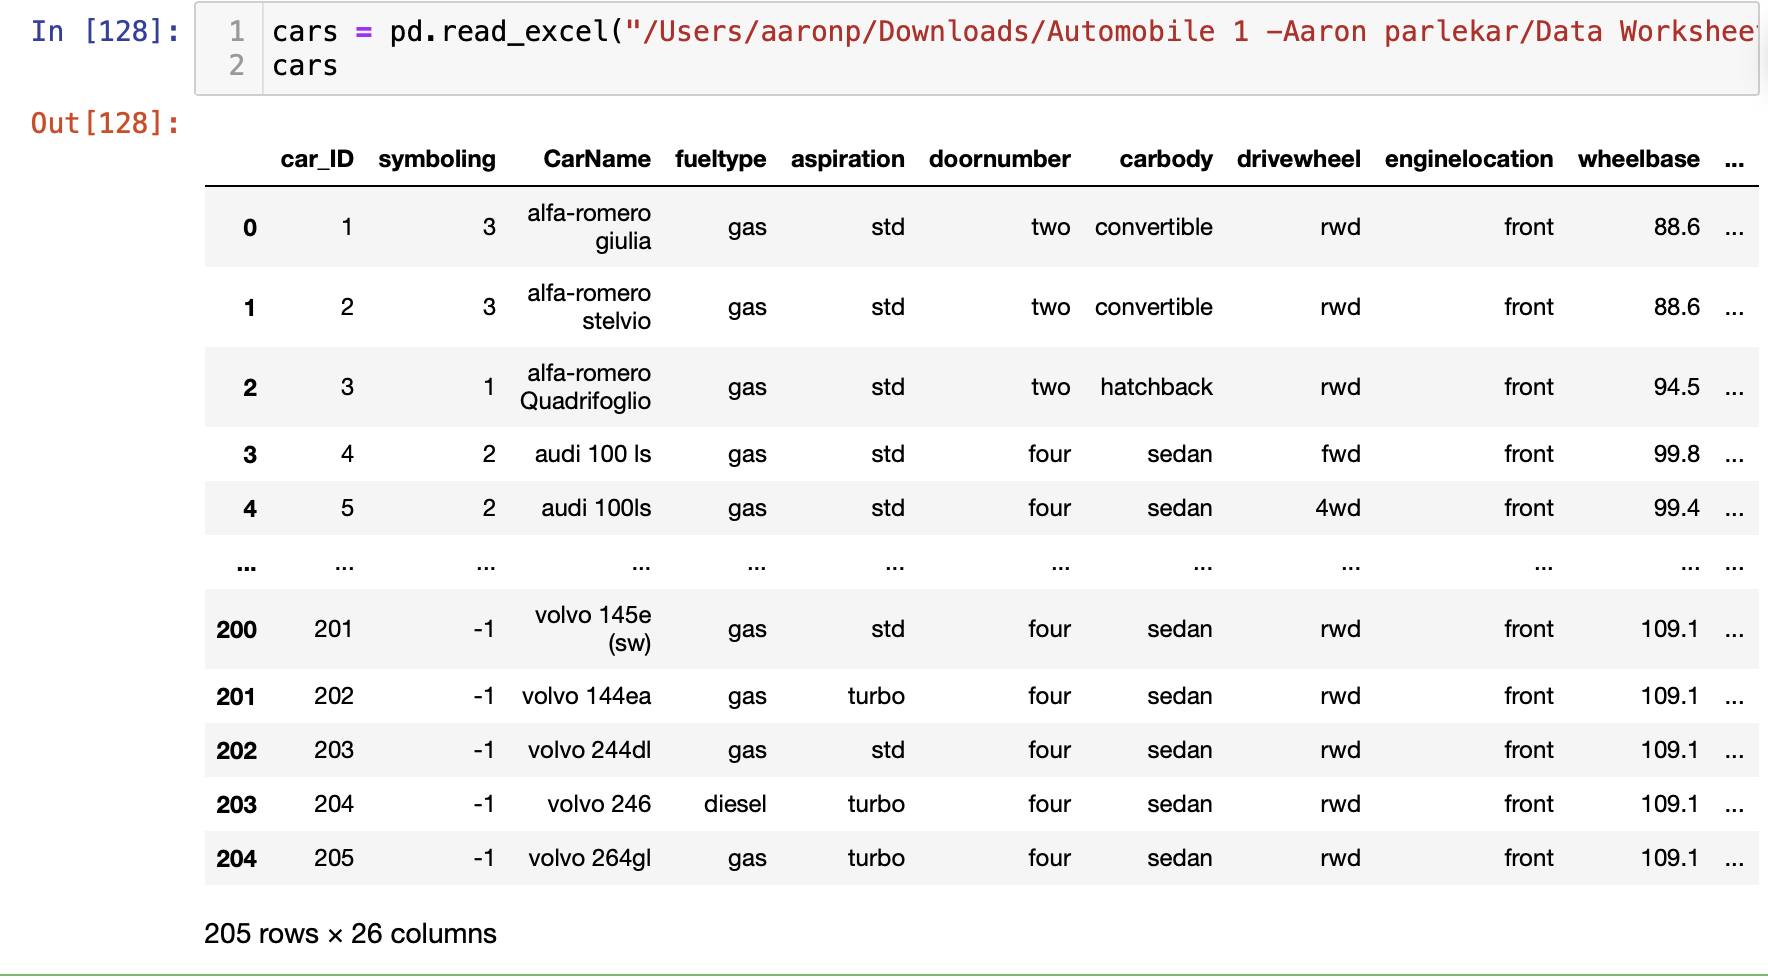 In [128]:
1 cars = pd.read_excel("/Users/aaronp/Downloads/Automobile 1 -Aaron parlekar/Data Workshee
2 cars
Out[128]:
car_ID symboling CarName fueltype aspiration doornumber carbody drivewheel enginelocation wheelbase ...
0 1 3 alfa-romero giulia gas std two convertible rwd front 88.6 ...
1 2 3 alfa-romero stelvio gas std two convertible rwd front 88.6 ...
2 3 1 alfa-romero Quadrifoglio gas std two hatchback rwd front 94.5 ...
3 4 2 audi 100 ls gas std four sedan fwd front 99.8 ...
4 5 2 audi 100ls gas std four sedan 4wd front 99.4 ...
... ... ... ... ... ... ... ... ... ... ... ...
200 201 -1 volvo 145e (sw) gas std four sedan rwd front 109.1 ...
201 202 -1 volvo 144ea gas turbo four sedan rwd front 109.1 ...
202 203 -1 volvo 244dl gas std four sedan rwd front 109.1 ...
203 204 -1 volvo 246 diesel turbo four sedan rwd front 109.1 ...
204 205 -1 volvo 264gl gas turbo four sedan rwd front 109.1 ...
205 rows × 26 columns